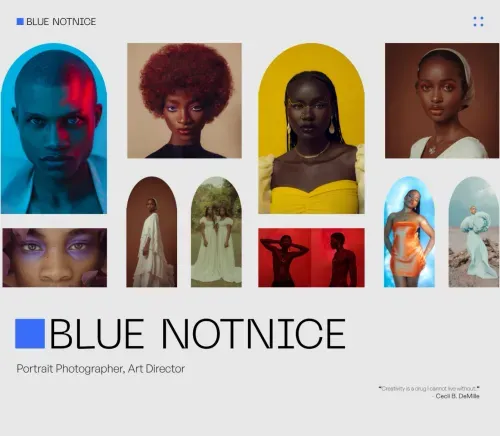 BLUE NOTNICE
BLUE NOTNICE
Portrait Photographer, Art Director
"Creativity is a drug I cannot live without."
- Cecil B. DeMille